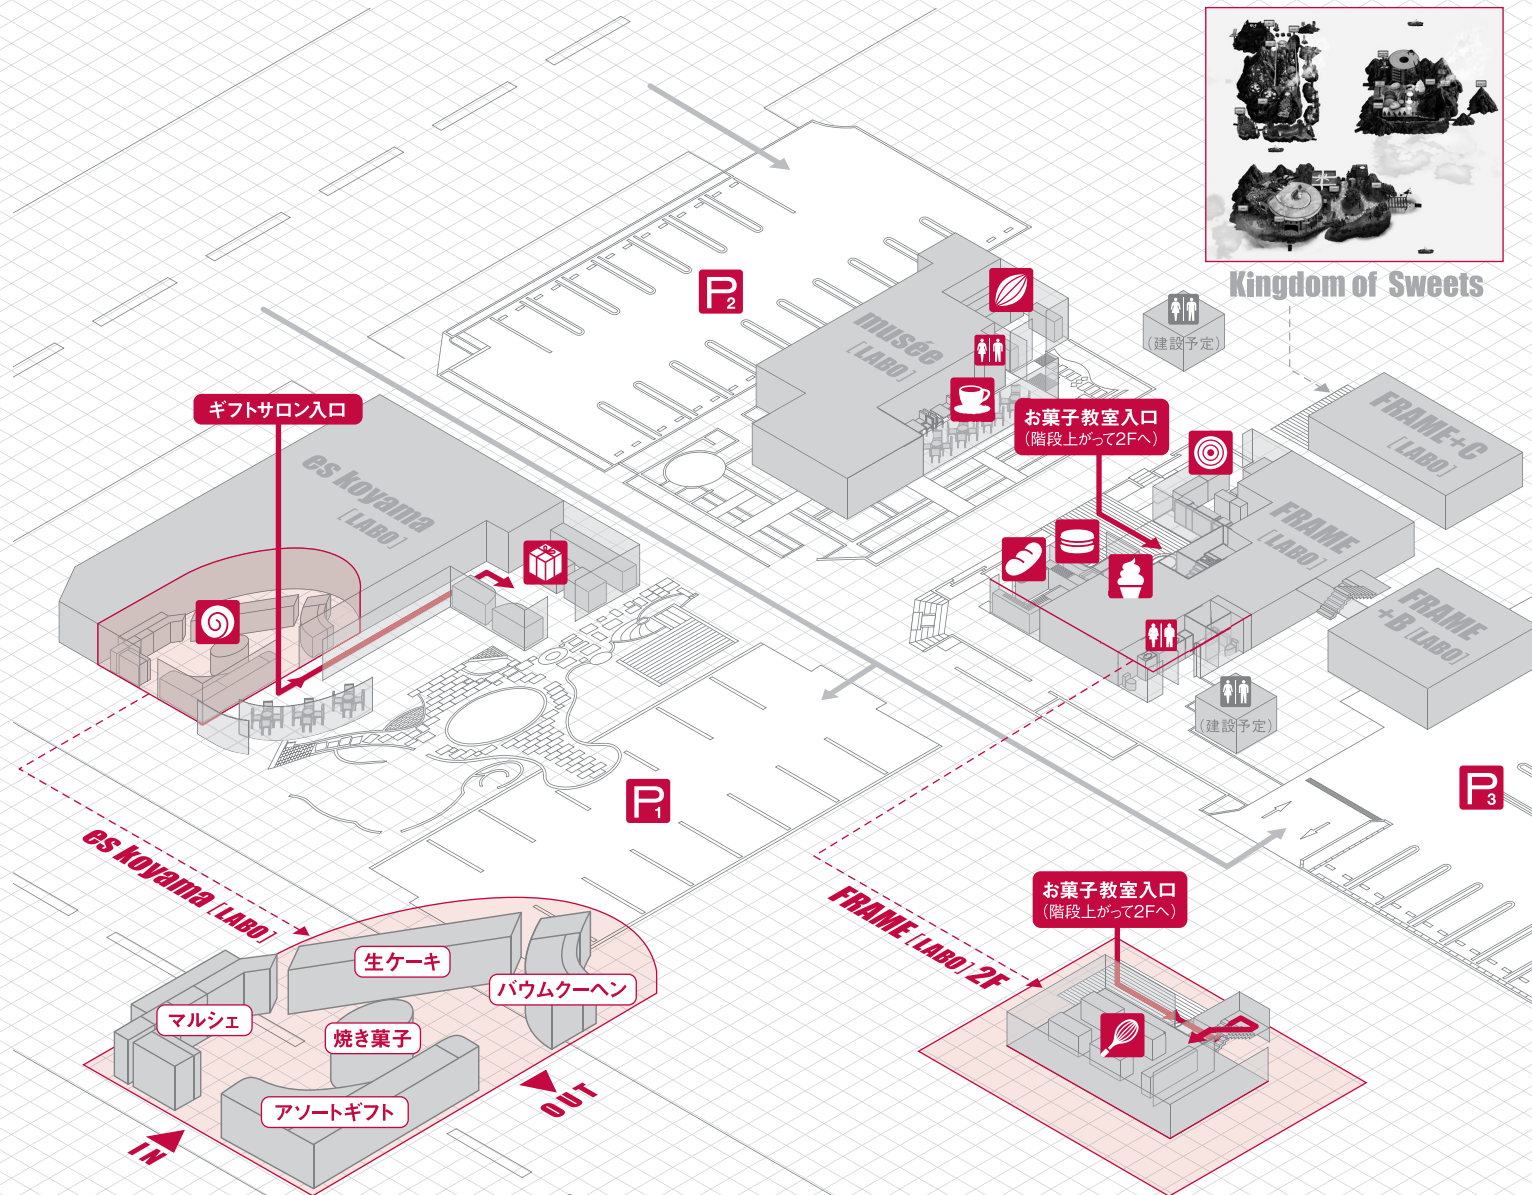 Kingdom of Sweets
P2
musée
[LABO]
(建設予定)
ギフトサロン入口
お菓子教室入口
(階段上がって2Fへ)
FRAME+C
[LABO]
es koyama
[LABO]
FRAME
[LABO]
FRAME
+B [LABO]
(建設予定)
P1
P3
es koyama [LABO]
FRAME [LABO] 2F
お菓子教室入口
(階段上がって2Fへ)
生ケーキ
バウムクーヘン
マルシェ
焼き菓子
アソートギフト
OUT
IN